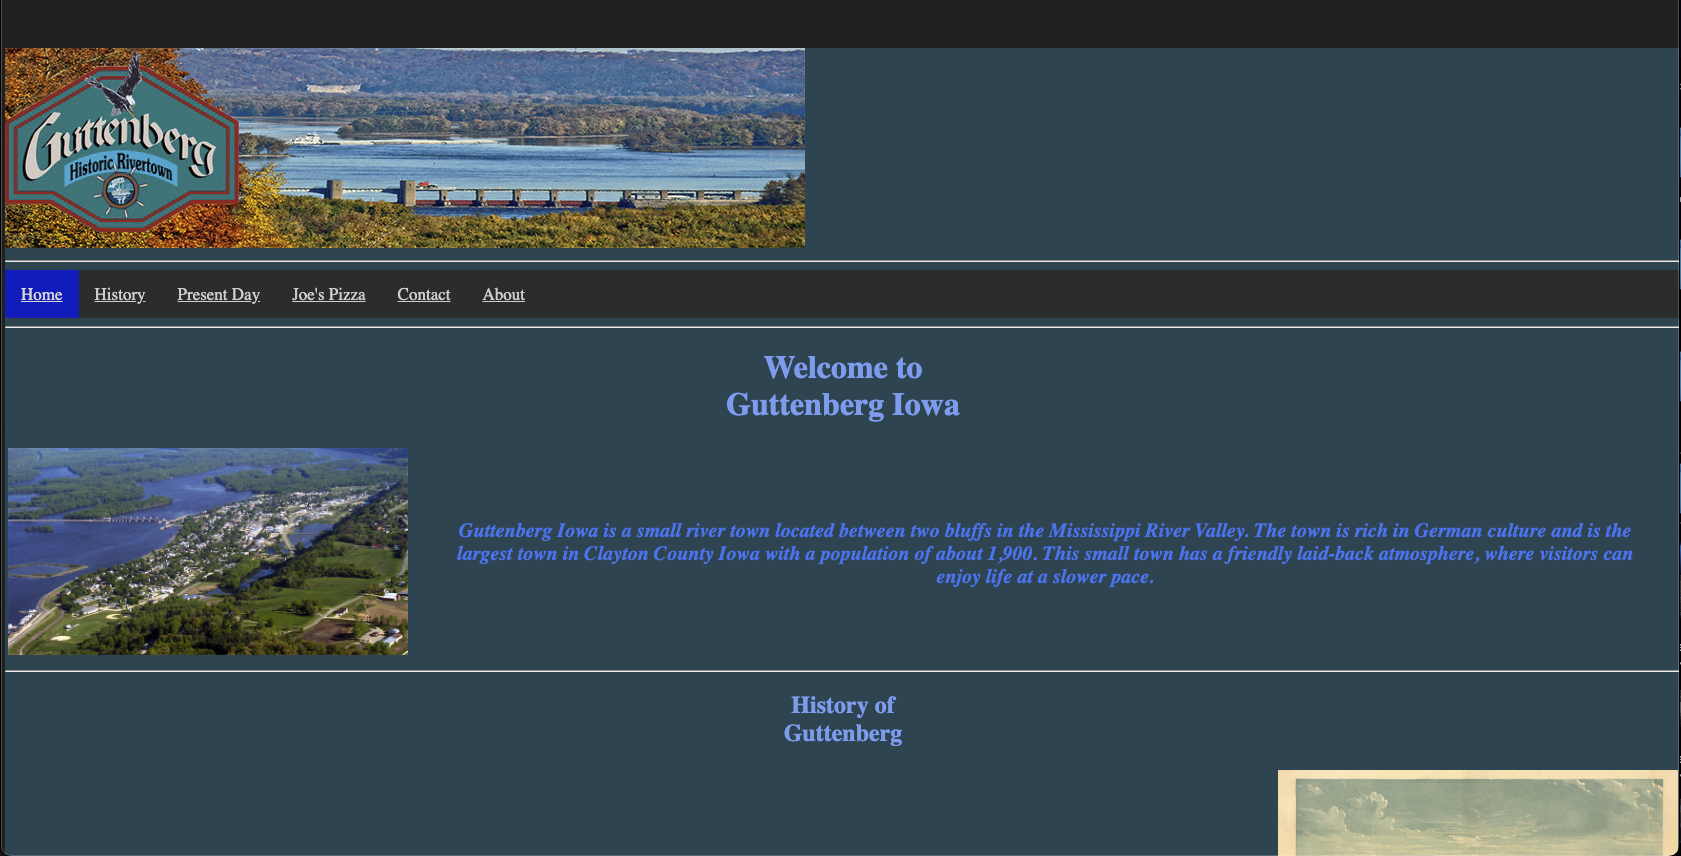 Guttenberg
Historic Rivertown
Home History Present Day Joe's Pizza Contact About
Welcome to
Guttenberg Iowa
Guttenberg Iowa is a small river town located between two bluffs in the Mississippi River Valley. The town is rich in German culture and is the
largest town in Clayton County Iowa with a population of about 1,900. This small town has a friendly laid-back atmosphere, where visitors can
enjoy life at a slower pace.
History of
Guttenberg